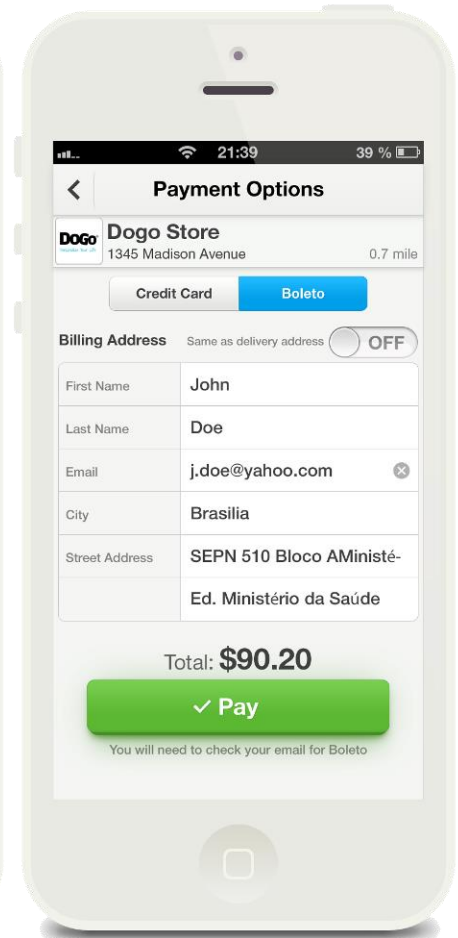 21:39 39 %
Payment Options
DOGO
Dogo Store
1345 Madison Avenue 0.7 mile
Credit Card Boleto
Billing Address Same as delivery address OFF
First Name John
Last Name Doe
Email j.doe@yahoo.com
City Brasilia
Street Address SEPN 510 Bloco AMinisté-
Ed. Ministério da Saúde
Total: $90.20
Pay
You will need to check your email for Boleto